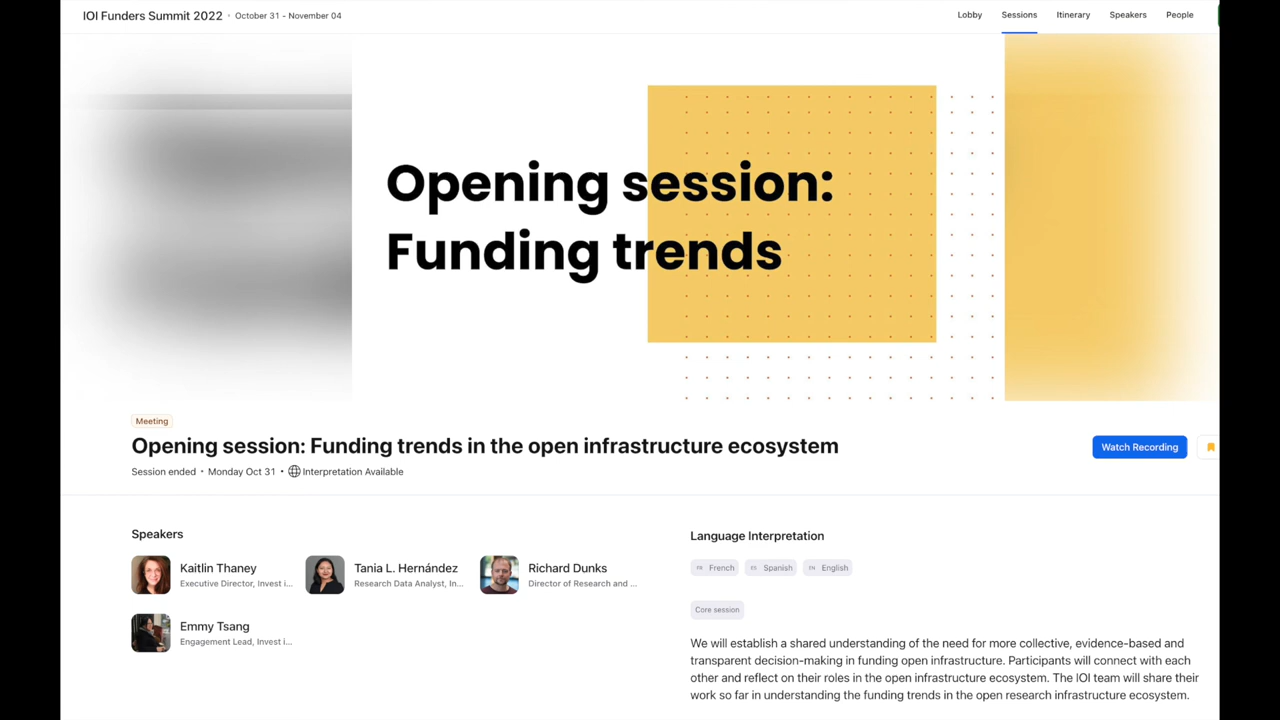 IOI Funders Summit 2022 · October 31 - November 04
Lobby Sessions Itinerary Speakers People
Opening session:
Funding trends
Meeting
Opening session: Funding trends in the open infrastructure ecosystem
Watch Recording
Session ended • Monday Oct 31 • Interpretation Available
Speakers
Kaitlin Thaney
Executive Director, Invest i...
Tania L. Hernández
Research Data Analyst, In...
Richard Dunks
Director of Research and ...
Emmy Tsang
Engagement Lead, Invest i...
Language Interpretation
FR French ES Spanish EN English
Core session
We will establish a shared understanding of the need for more collective, evidence-based and
transparent decision-making in funding open infrastructure. Participants will connect with each
other and reflect on their roles in the open infrastructure ecosystem. The IOI team will share their
work so far in understanding the funding trends in the open research infrastructure ecosystem.